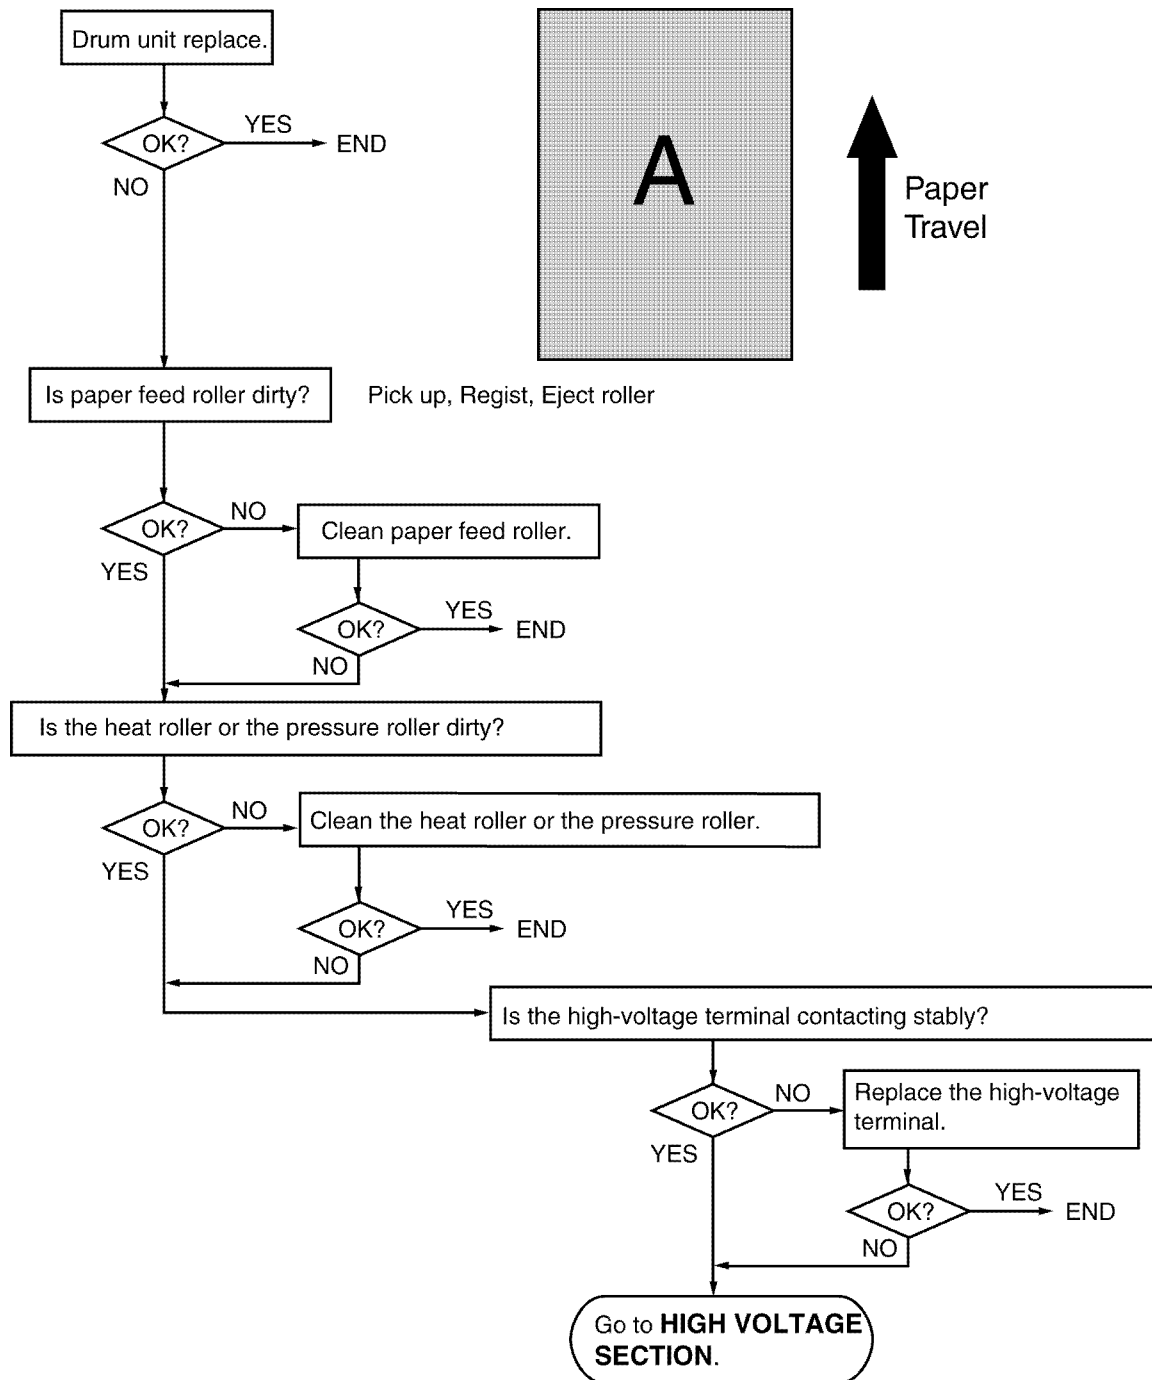 Drum unit replace.
OK?
YES
END
NO
A
Paper
Travel
Is paper feed roller dirty?
Pick up, Regist, Eject roller
OK?
NO
Clean paper feed roller.
YES
OK?
YES
END
NO
Is the heat roller or the pressure roller dirty?
OK?
NO
Clean the heat roller or the pressure roller.
YES
OK?
YES
END
NO
Is the high-voltage terminal contacting stably?
OK?
NO
Replace the high-voltage
terminal.
YES
OK?
YES
END
NO
Go to HIGH VOLTAGE
SECTION.